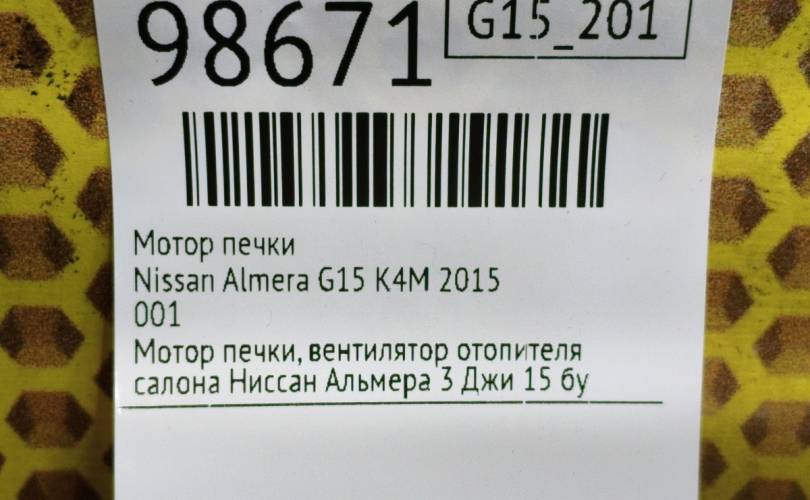 98671
G15_201
Мотор печки
Nissan Almera G15 K4M 2015
001
Мотор печки, вентилятор отопителя
салона Ниссан Альмера 3 Джи 15 бу